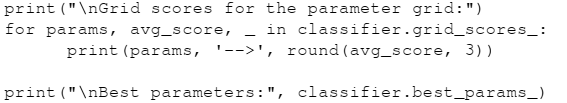 print("\nGrid scores for the parameter grid:")
for params, avg_score, _ in classifier.grid_scores_:
      print(params, '-->', round(avg_score, 3))

print("\nBest parameters:", classifier.best_params_)